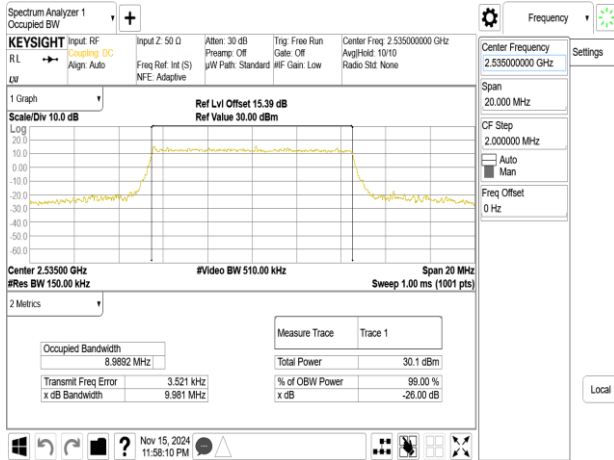 Spectrum Analyzer 1
Occupied BW
KEYSIGHT
RL
LXI
Input: RF
Coupling: DC
Align: Auto
Input Z: 50 Ω
Freq Ref: Int (S)
NFE: Adaptive
Atten: 30 dB
Preamp: Off
µW Path: Standard
Trig: Free Run
Gate: Off
#IF Gain: Low
Center Freq: 2.535000000 GHz
Avg|Hold: 10/10
Radio Std: None
1 Graph
Scale/Div 10.0 dB
Ref Lvl Offset 15.39 dB
Ref Value 30.00 dBm
Log
20.0
10.0
0.00
-10.0
-20.0
-30.0
-40.0
-50.0
-60.0
Center 2.53500 GHz
#Res BW 150.00 kHz
#Video BW 510.00 kHz
Span 20 MHz
Sweep 1.00 ms (1001 pts)
2 Metrics
Occupied Bandwidth
8.9892 MHz
Transmit Freq Error 3.521 kHz
x dB Bandwidth 9.981 MHz
Measure Trace Trace 1
Total Power 30.1 dBm
% of OBW Power 99.00 %
x dB -26.00 dB
Frequency
Center Frequency
2.535000000 GHz
Span
20.000 MHz
CF Step
2.000000 MHz
Auto
Man
Freq Offset
0 Hz
Settings
Local
?
Nov 15, 2024
11:58:10 PM